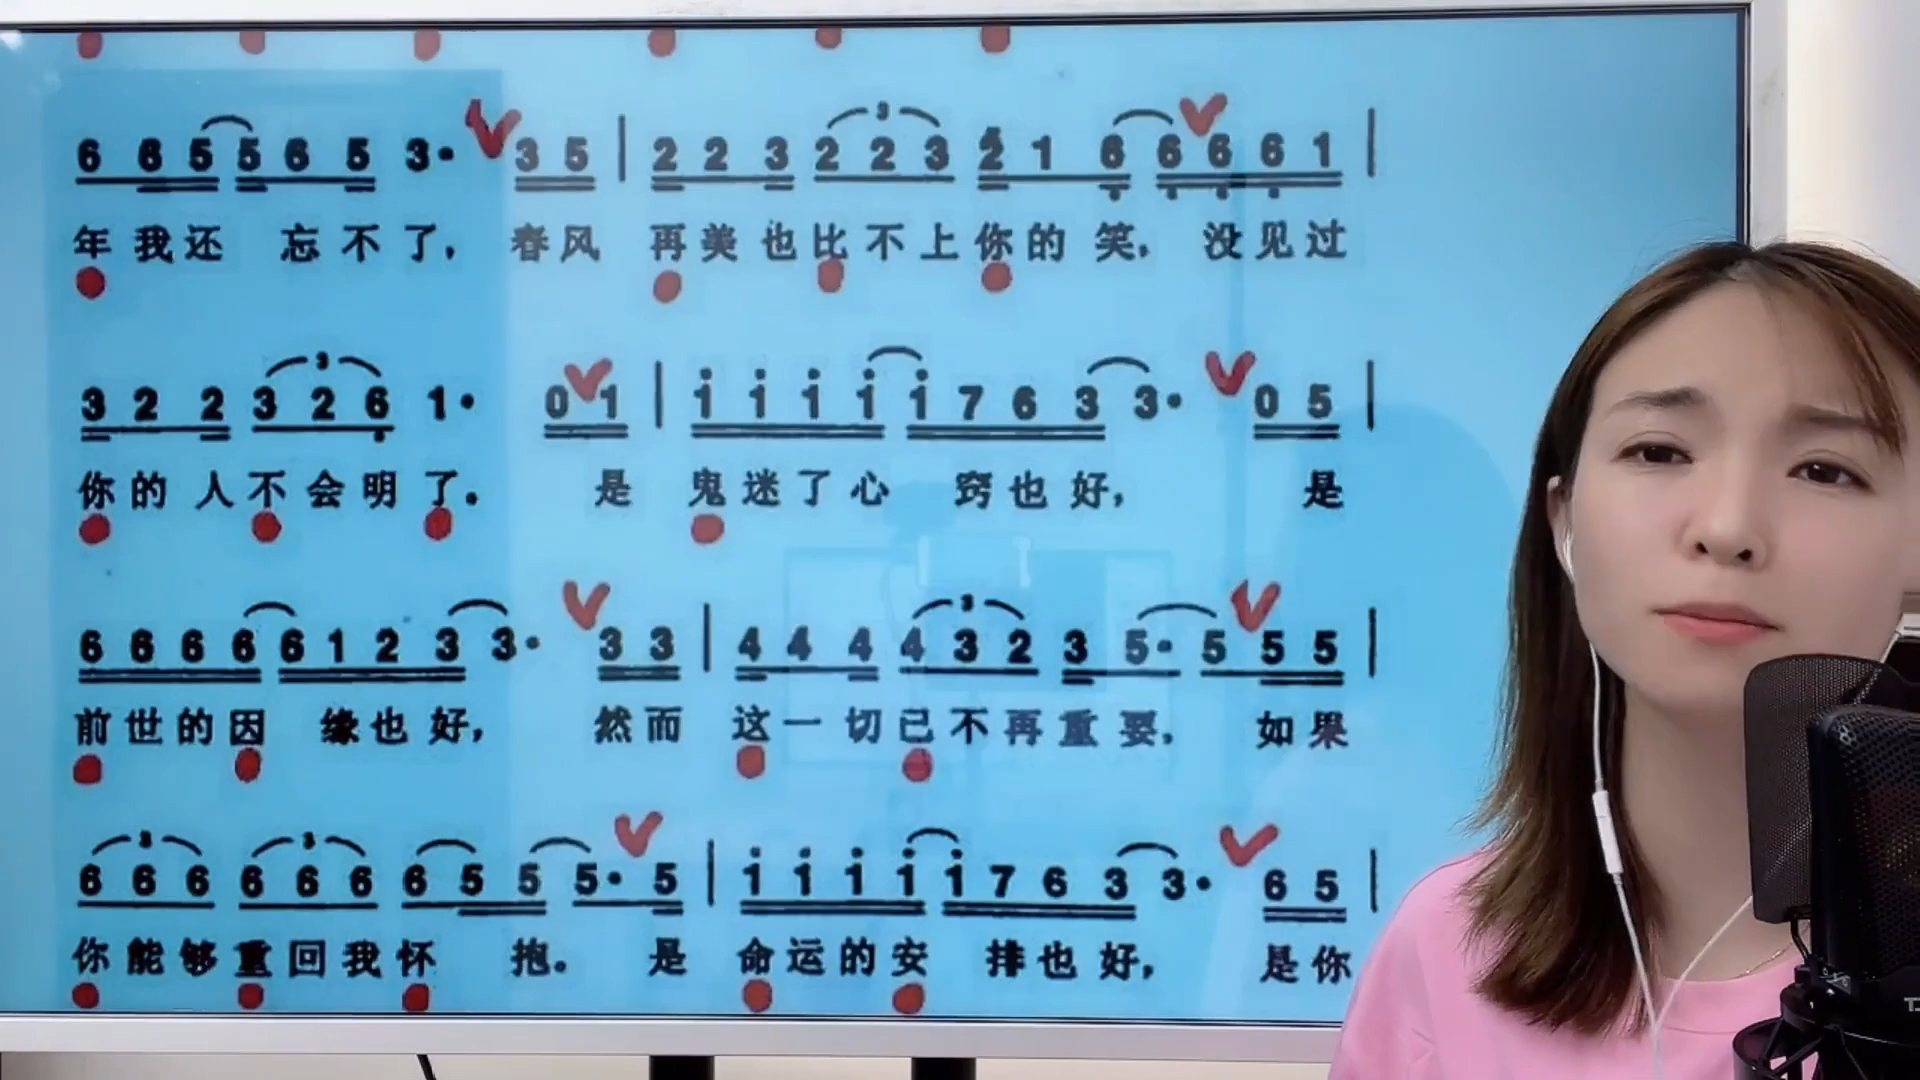 6 6 5 5 6 5 3· 3 5 | 2 2 3 2 2 3 2 1 6 6 6 6 1 |
年我还 忘不了, 春风 再美也比不上你的笑, 没见过
3 2 2 3 2 6 1· 0 1 | i i i i i 7 6 3 3· 0 5 |
你的人不会明了。 是 鬼迷了心 窍也好, 是
6 6 6 6 6 1 2 3 3· 3 3 | 4 4 4 4 3 2 3 5· 5 5 5 |
前世的因 缘也好, 然而 这一切已不再重要, 如果
6 6 6 6 6 6 6 5 5 5· 5 | i i i i i 7 6 3 3· 6 5 |
你能够重回我怀 抱。 是 命运的安 排也好, 是你